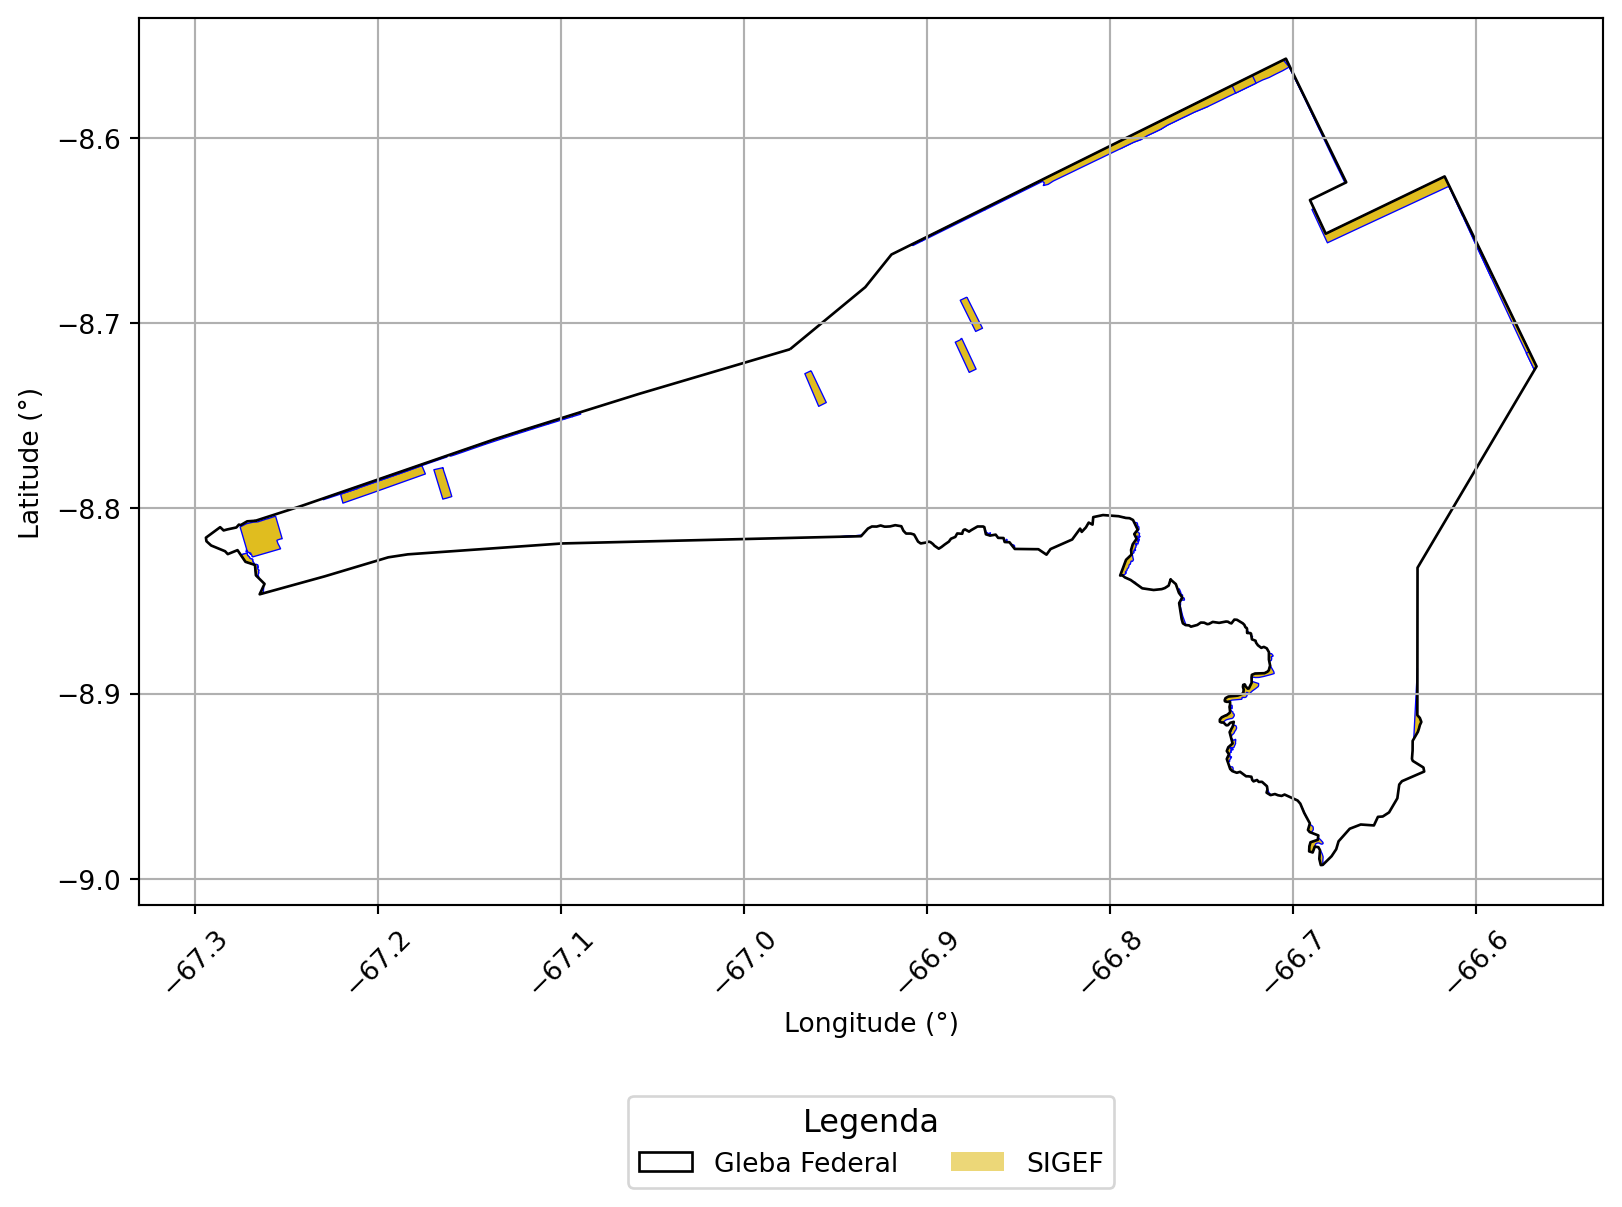 −8.6
−8.7
−8.8
−8.9
−9.0
Latitude (°)
−67.3
−67.2
−67.1
−67.0
−66.9
−66.8
−66.7
−66.6
Longitude (°)
Legenda
Gleba Federal
SIGEF